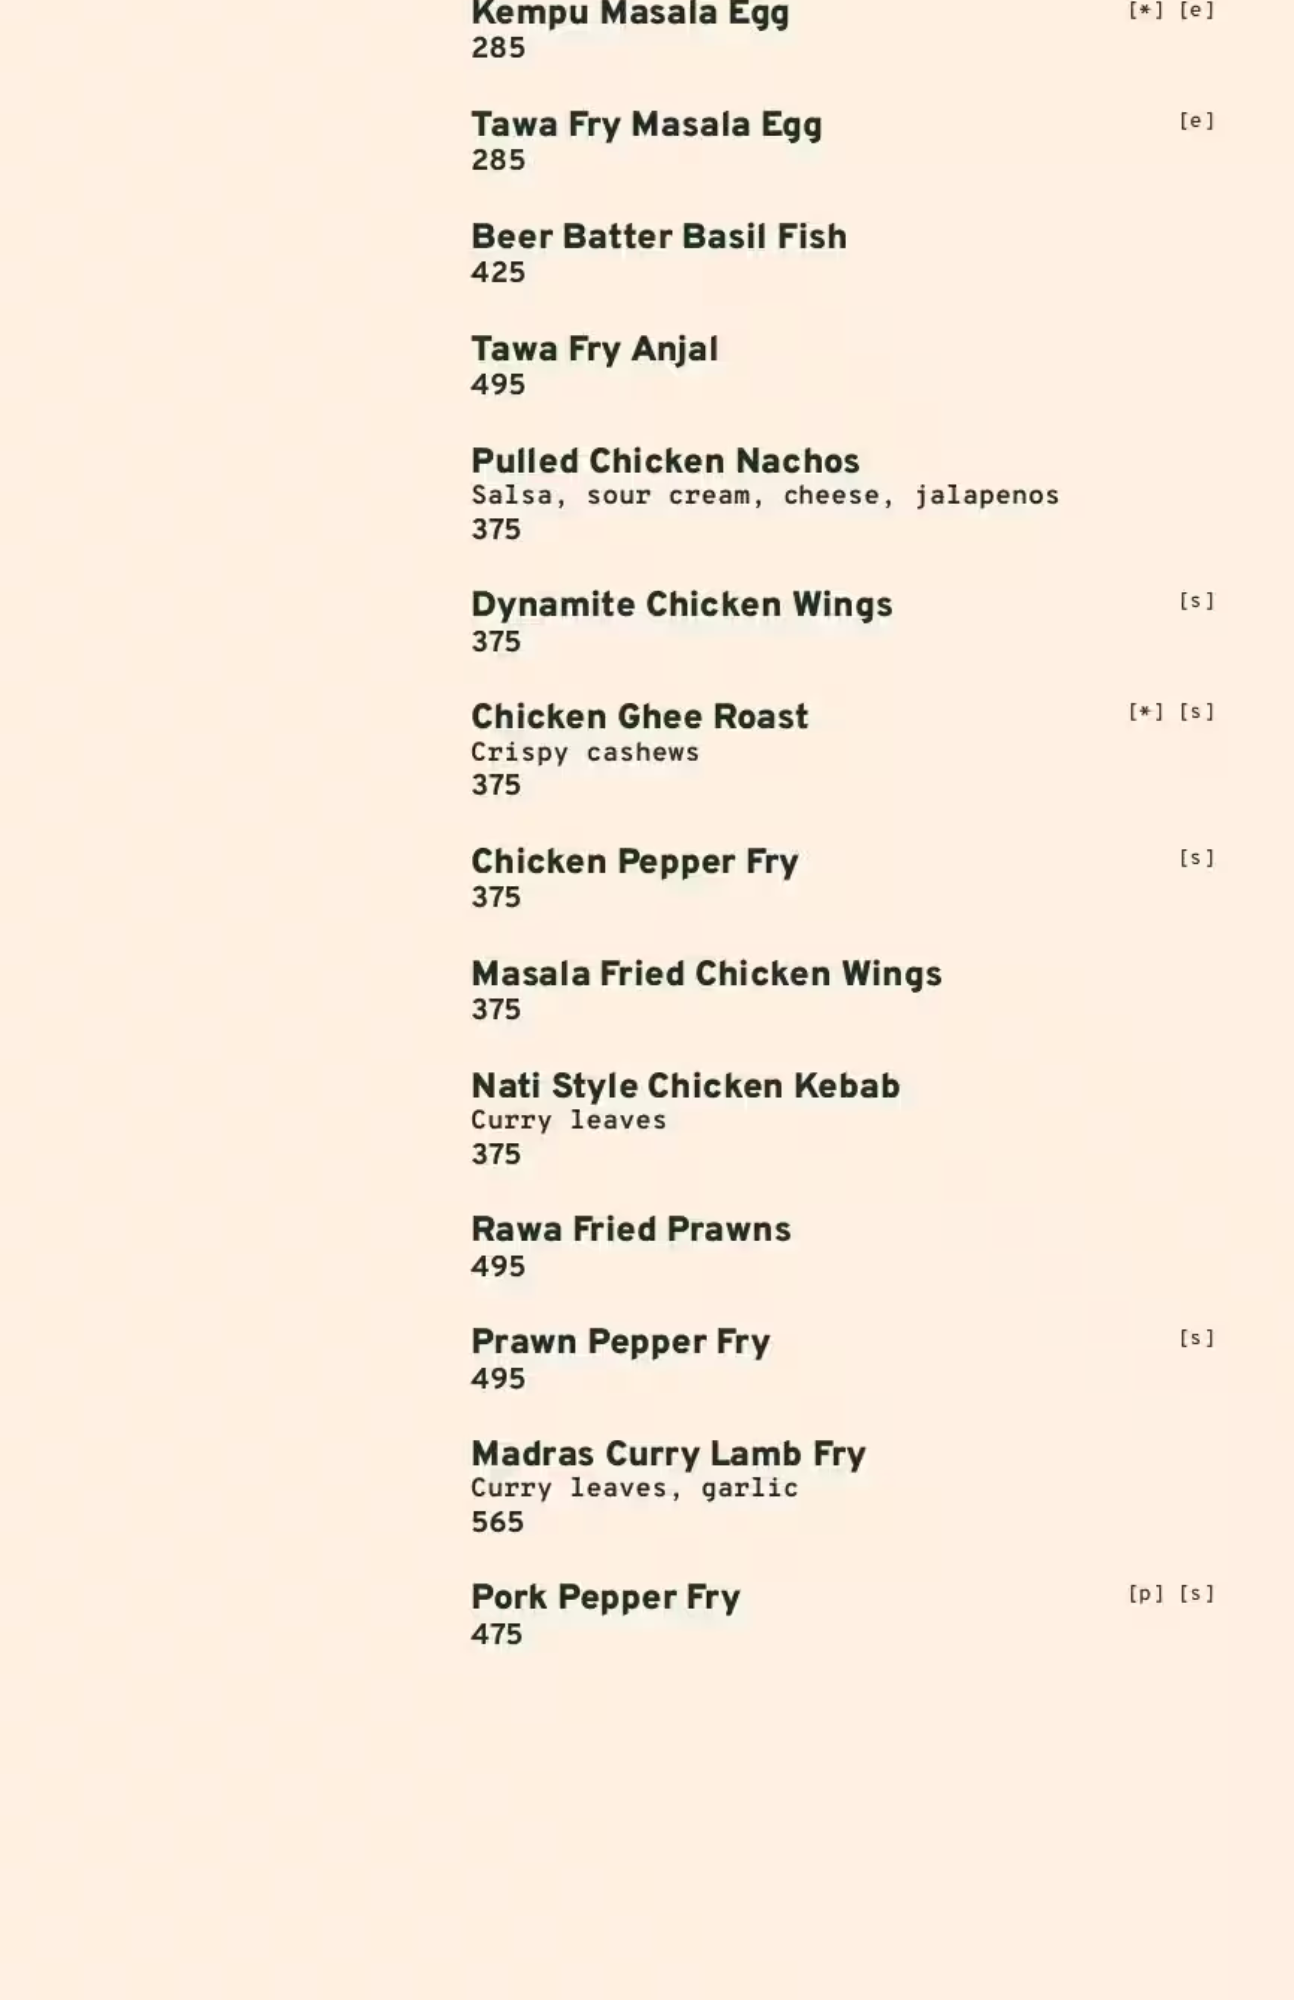 Kempu Masala Egg [*] [e]
285
Tawa Fry Masala Egg [e]
285
Beer Batter Basil Fish
425
Tawa Fry Anjal
495
Pulled Chicken Nachos
Salsa, sour cream, cheese, jalapenos
375
Dynamite Chicken Wings [s]
375
Chicken Ghee Roast [*] [s]
Crispy cashews
375
Chicken Pepper Fry [s]
375
Masala Fried Chicken Wings
375
Nati Style Chicken Kebab
Curry leaves
375
Rawa Fried Prawns
495
Prawn Pepper Fry [s]
495
Madras Curry Lamb Fry
Curry leaves, garlic
565
Pork Pepper Fry [p] [s]
475